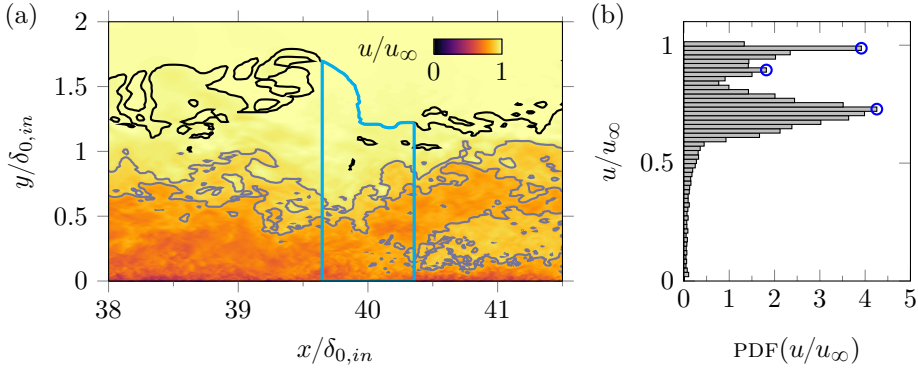 (a)
2
1.5
1
0.5
0
y/δ0,in
u/u∞
0 1
38 39 40 41
x/δ0,in
(b)
1
0.5
0
u/u∞
0 1 2 3 4 5
PDF(u/u∞)